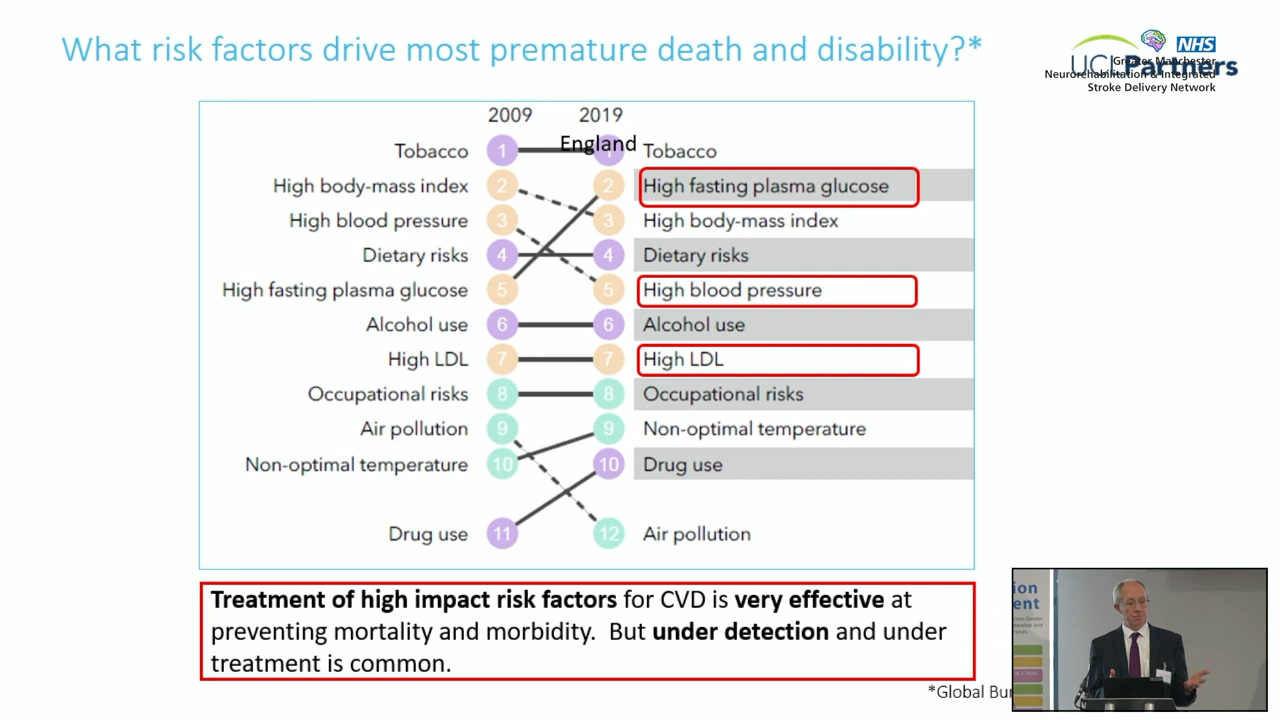 What risk factors drive most premature death and disability?*
NHS
UCLPartners
Greater Manchester
Neurorehabilitation & Integrated
Stroke Delivery Network
2009 2019
England
Tobacco 1 1 Tobacco
High body-mass index 2 2 High fasting plasma glucose
High blood pressure 3 3 High body-mass index
Dietary risks 4 4 Dietary risks
High fasting plasma glucose 5 5 High blood pressure
Alcohol use 6 6 Alcohol use
High LDL 7 7 High LDL
Occupational risks 8 8 Occupational risks
Air pollution 9 9 Non-optimal temperature
Non-optimal temperature 10 10 Drug use
Drug use 11 12 Air pollution
Treatment of high impact risk factors for CVD is very effective at
preventing mortality and morbidity. But under detection and under
treatment is common.
*Global Bur
ion
ent